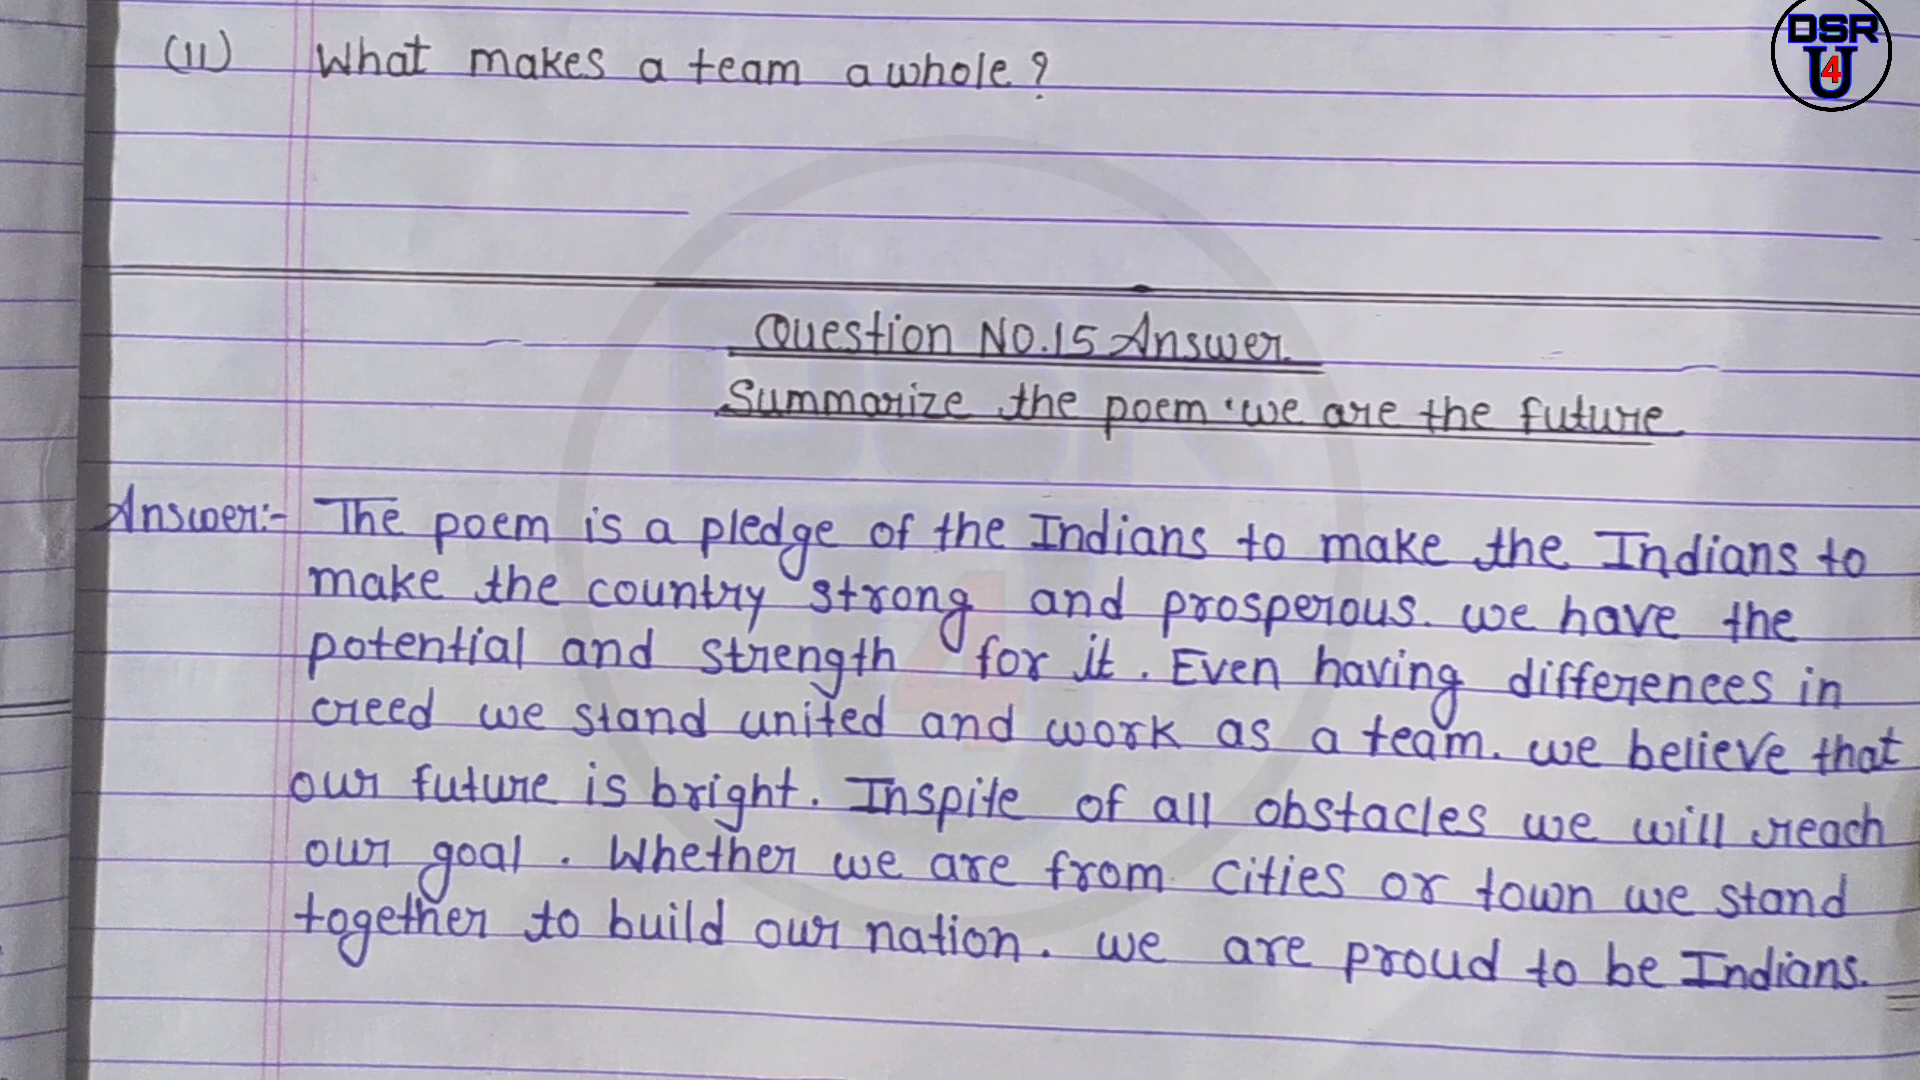 (11) What makes a team a whole?
DSR
U
4
Question No.15 Answer.
Summarize the poem 'we are the future
Answer:- The poem is a pledge of the Indians to make the Indians to
make the country strong and prosperous. we have the
potential and strength for it. Even having differences in
creed we stand united and work as a team. we believe that
our future is bright. Inspite of all obstacles we will reach
our goal. Whether we are from cities or town we stand
together to build our nation. we are proud to be Indians.